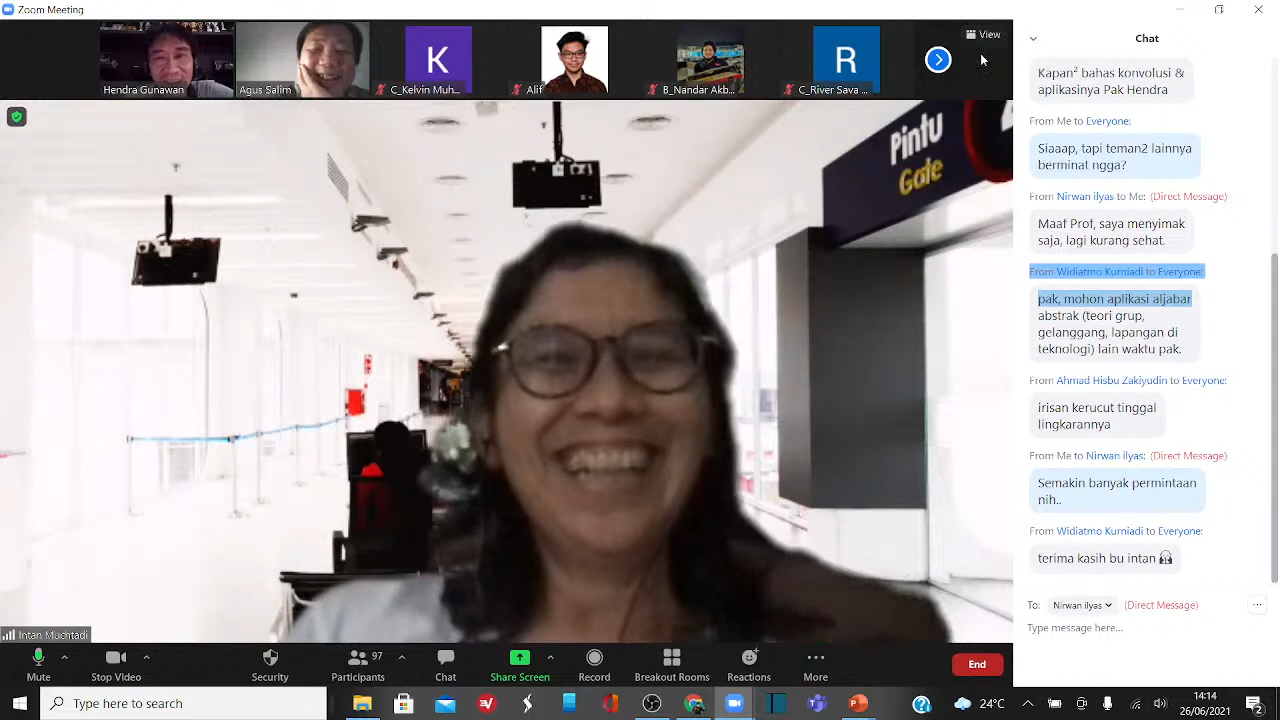 Zoom Meeting
View
Hendra Gunawan
Agus Salim
K
C_Kelvin Muh...
Alif
B_Nandar Akb...
R
C_River Sava ...
Pintu
Gate
Intan Muchtadi
Chat
Kapan² bahas kopolusi &
aplikasinya prof
From Me to Everyone:
Siaaap, tapi teman2 lainnya
berminat ngga?
From Nirwan ilyas to Me: (Direct Message)
Maaf Prof, saya menyimak
saja, lagi kurang sehat.
From Widiatmo Kurniadi to Everyone:
pak, mohon aplikasi aljabar
abstrak (teori grup,
gelanggang, lapangan di
teknologi) lain waktu pak.
From Ahmad Hisbu Zakiyudin to Everyone:
irisan kerucut tinggal
lingkarannya
From Me to Nirwan ilyas: (Direct Message)
Semakin banyak permintaan
nih..
From Widiatmo Kurniadi to Everyone:
terima kasih bu intan
To: Nirwan ilyas (Direct Message)
Type message here...
Mute
Stop Video
Security
97
Participants
Chat
Share Screen
Record
Breakout Rooms
Reactions
More
End
Type here to search
24°C
14:14
26/06/2021
2